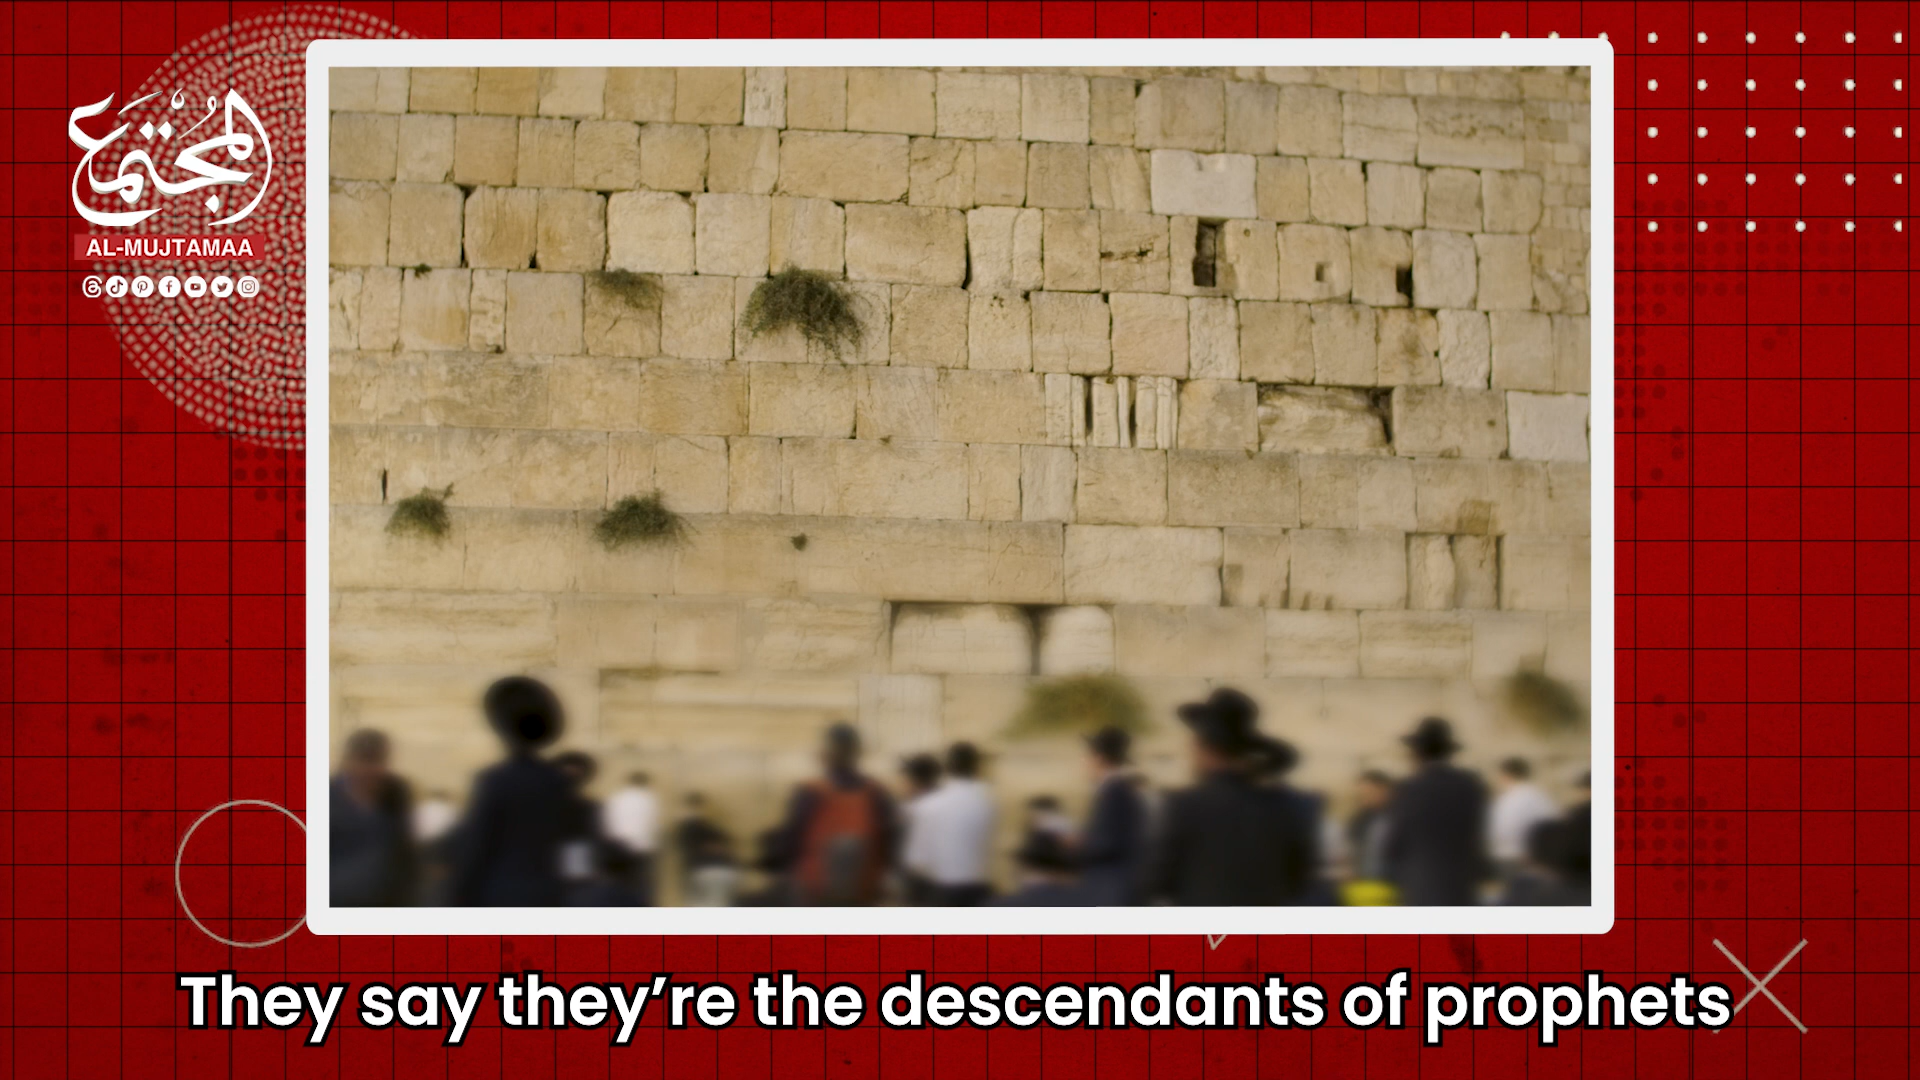 المجتمع
AL-MUJTAMAA
They say they’re the descendants of prophets